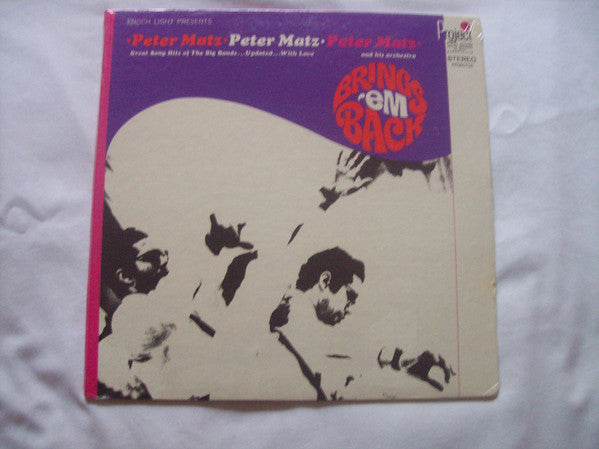 ENOCH LIGHT PRESENTS
•Peter Matz•Peter Matz•Peter Matz•
Great Song Hits of The Big Bands...Updated...With Love
and his orchestra
BRINGS
'EM
BACK
Project
STEREO